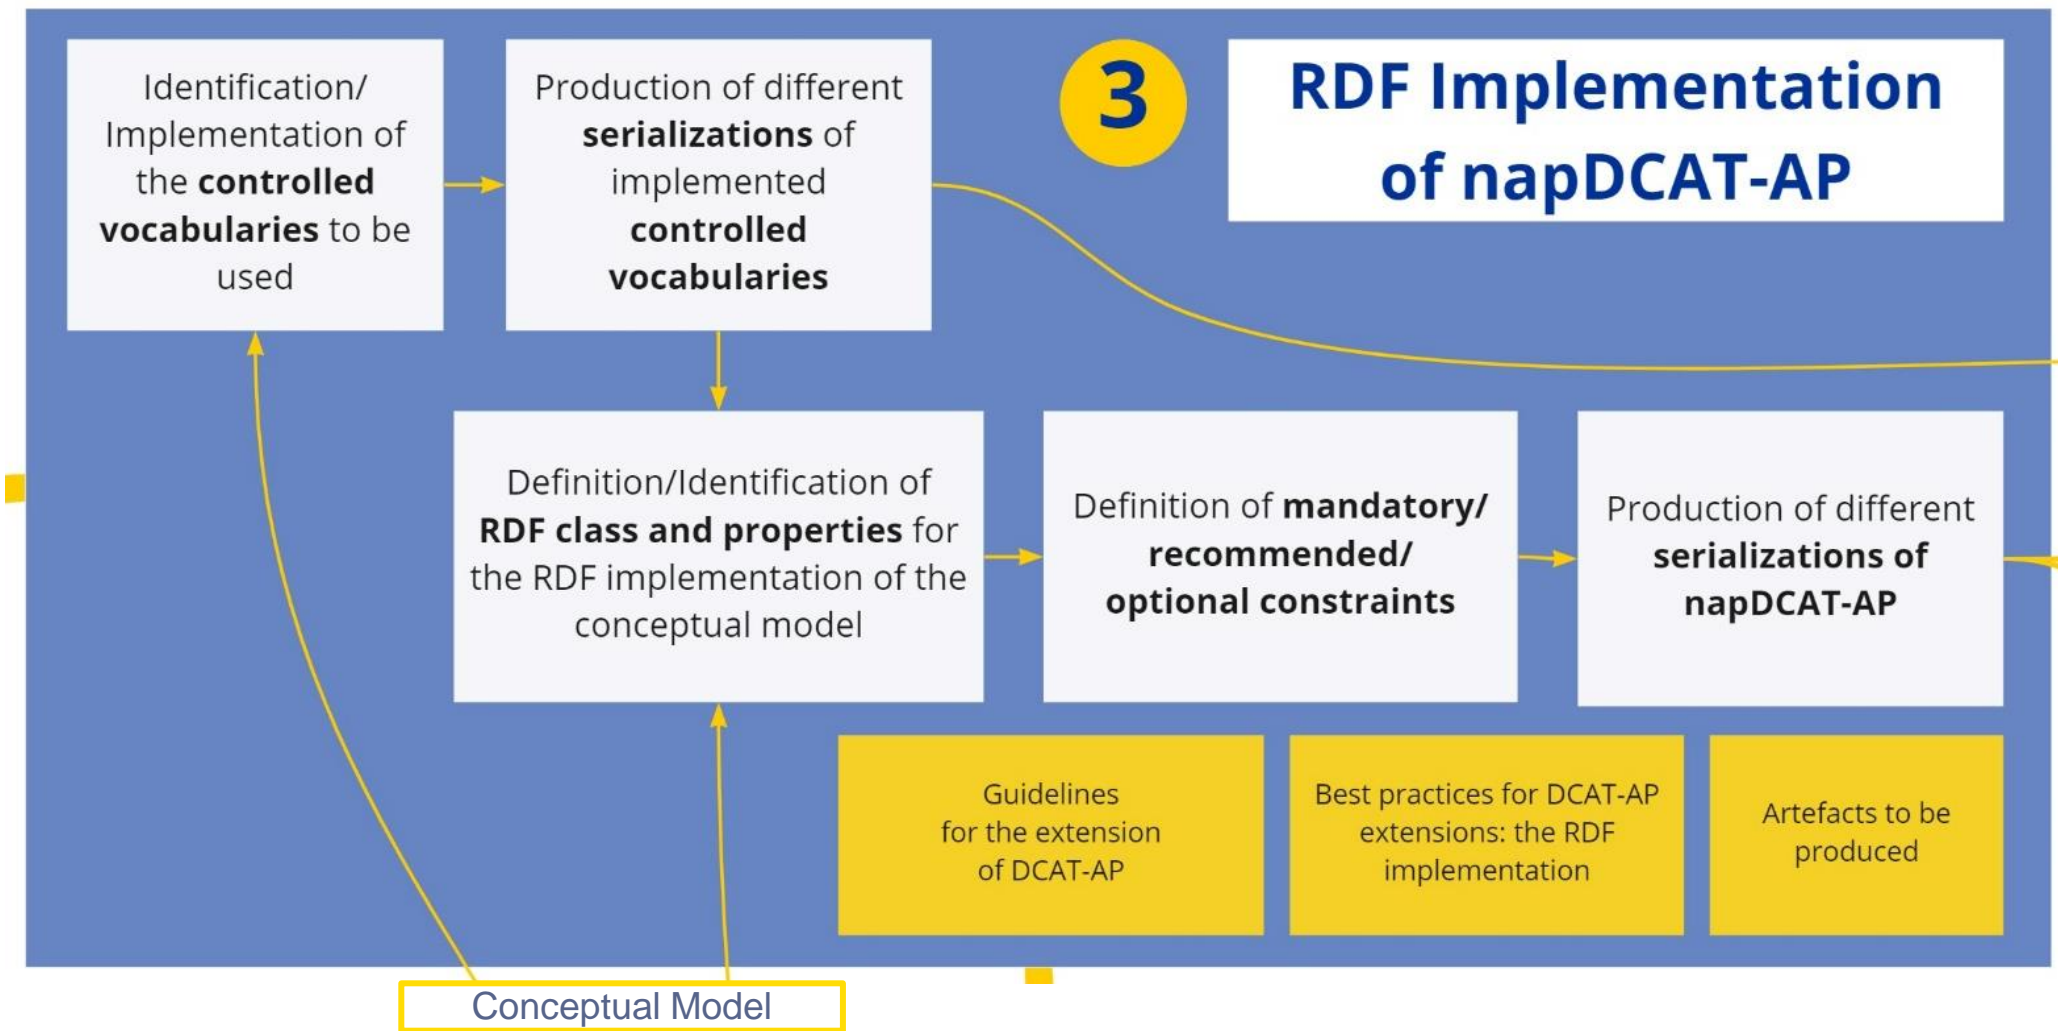 Identification/
Implementation of
the controlled
vocabularies to be
used
Production of different
serializations of
implemented
controlled
vocabularies
3
RDF Implementation
of napDCAT-AP
Definition/Identification of
RDF class and properties for
the RDF implementation of the
conceptual model
Definition of mandatory/
recommended/
optional constraints
Production of different
serializations of
napDCAT-AP
Guidelines
for the extension
of DCAT-AP
Best practices for DCAT-AP
extensions: the RDF
implementation
Artefacts to be
produced
Conceptual Model